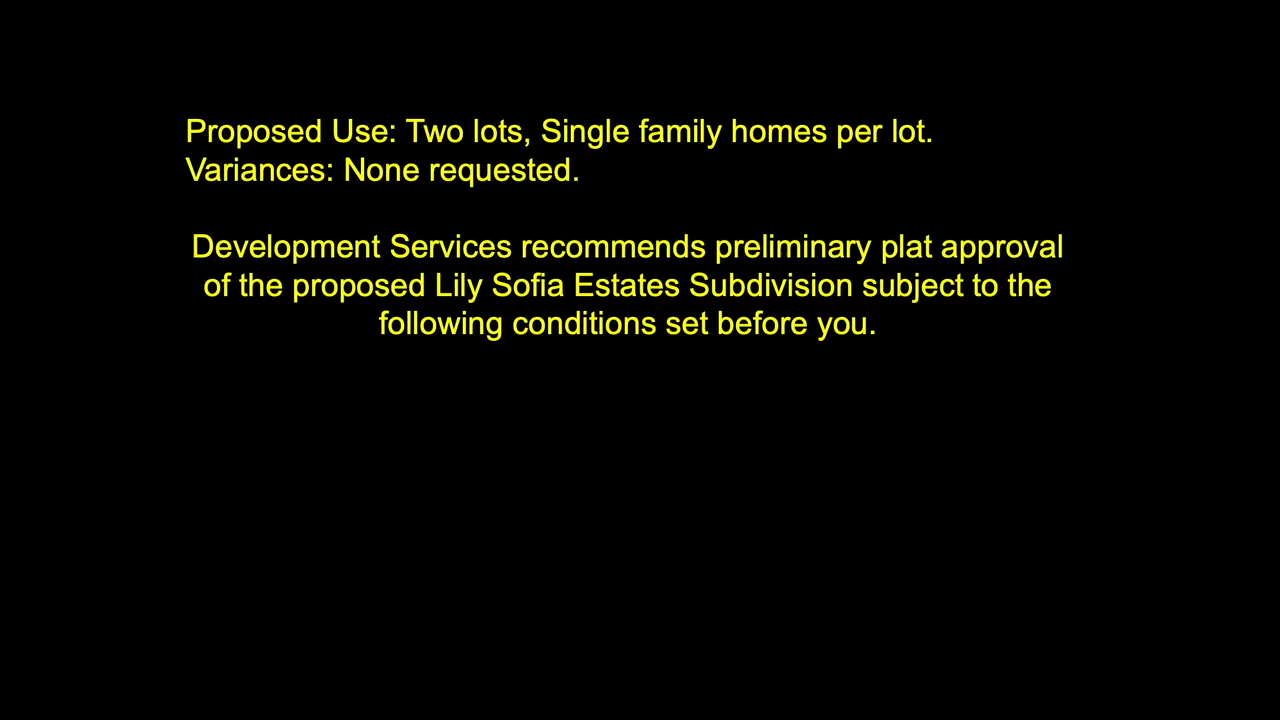 Proposed Use: Two lots, Single family homes per lot.
Variances: None requested.
Development Services recommends preliminary plat approval
of the proposed Lily Sofia Estates Subdivision subject to the
following conditions set before you.